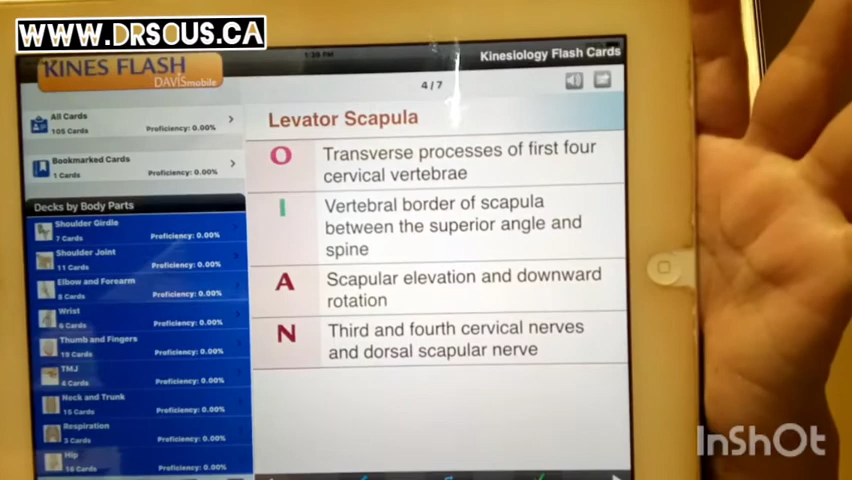 WWW.DRSOUS.CA
1:39 PM
Kinesiology Flash Cards
KINES FLASH
DAVISmobile
4/7
All Cards
105 Cards
Proficiency: 0.00%
Bookmarked Cards
1 Cards
Proficiency: 0.00%
Decks by Body Parts
Shoulder Girdle
7 Cards
Proficiency: 0.00%
Shoulder Joint
11 Cards
Proficiency: 0.00%
Elbow and Forearm
8 Cards
Proficiency: 0.00%
Wrist
6 Cards
Proficiency: 0.00%
Thumb and Fingers
19 Cards
Proficiency: 0.00%
TMJ
4 Cards
Proficiency: 0.00%
Neck and Trunk
15 Cards
Proficiency: 0.00%
Respiration
3 Cards
Proficiency: 0.00%
Hip
Proficiency: 0.00%
Levator Scapula
O Transverse processes of first four
cervical vertebrae
I Vertebral border of scapula
between the superior angle and
spine
A Scapular elevation and downward
rotation
N Third and fourth cervical nerves
and dorsal scapular nerve
InShOt